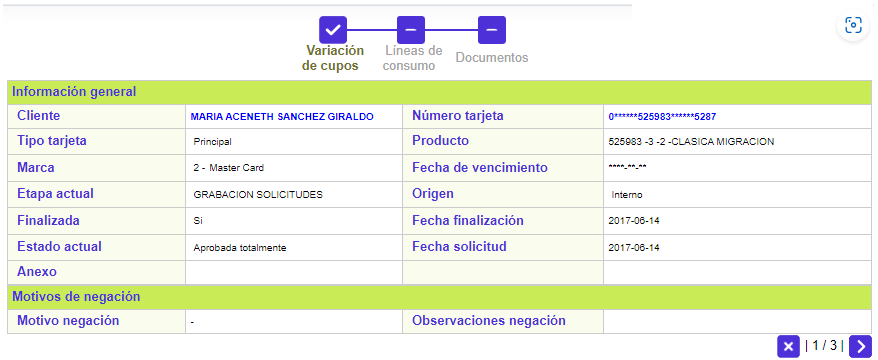 Variación de cupos
Líneas de consumo
Documentos
Información general
Cliente MARIA ACENETH SANCHEZ GIRALDO Número tarjeta 0******525983******5287
Tipo tarjeta Principal Producto 525983 -3 -2 -CLASICA MIGRACION
Marca 2 - Master Card Fecha de vencimiento ****-**-**
Etapa actual GRABACION SOLICITUDES Origen Interno
Finalizada Si Fecha finalización 2017-06-14
Estado actual Aprobada totalmente Fecha solicitud 2017-06-14
Anexo
Motivos de negación
Motivo negación - Observaciones negación
| 1 / 3 |